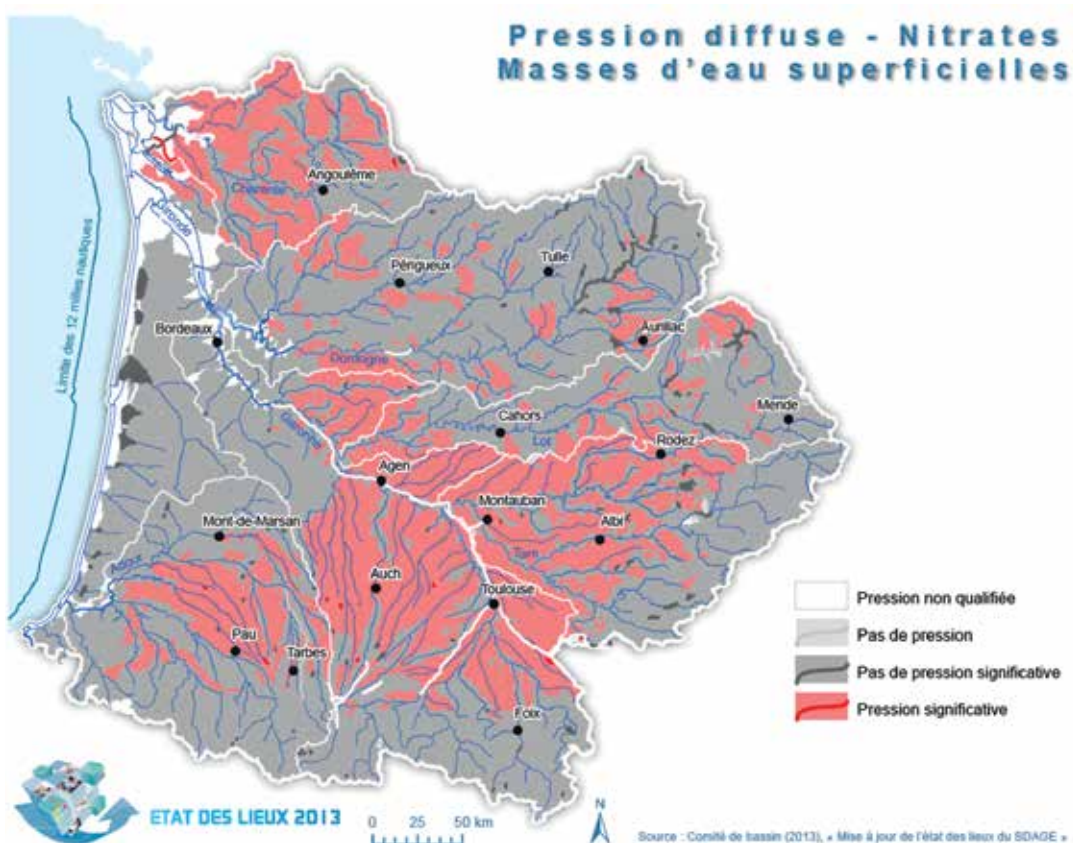 Pression diffuse - Nitrates
Masses d'eau superficielles
Limite des 12 milles nautiques
Angoulême
Charente
Gironde
Périgueux
Tulle
Bordeaux
Aurillac
Dordogne
Mende
Cahors
Lot
Garonne
Rodez
Agen
Montauban
Mont-de-Marsan
Albi
Tarn
Adour
Auch
Toulouse
Pau
Tarbes
Foix
Pression non qualifiée
Pas de pression
Pas de pression significative
Pression significative
ETAT DES LIEUX 2013
0 25 50 km
N
Source : Comité de bassin (2013), « Mise à jour de l'état des lieux du SDAGE »